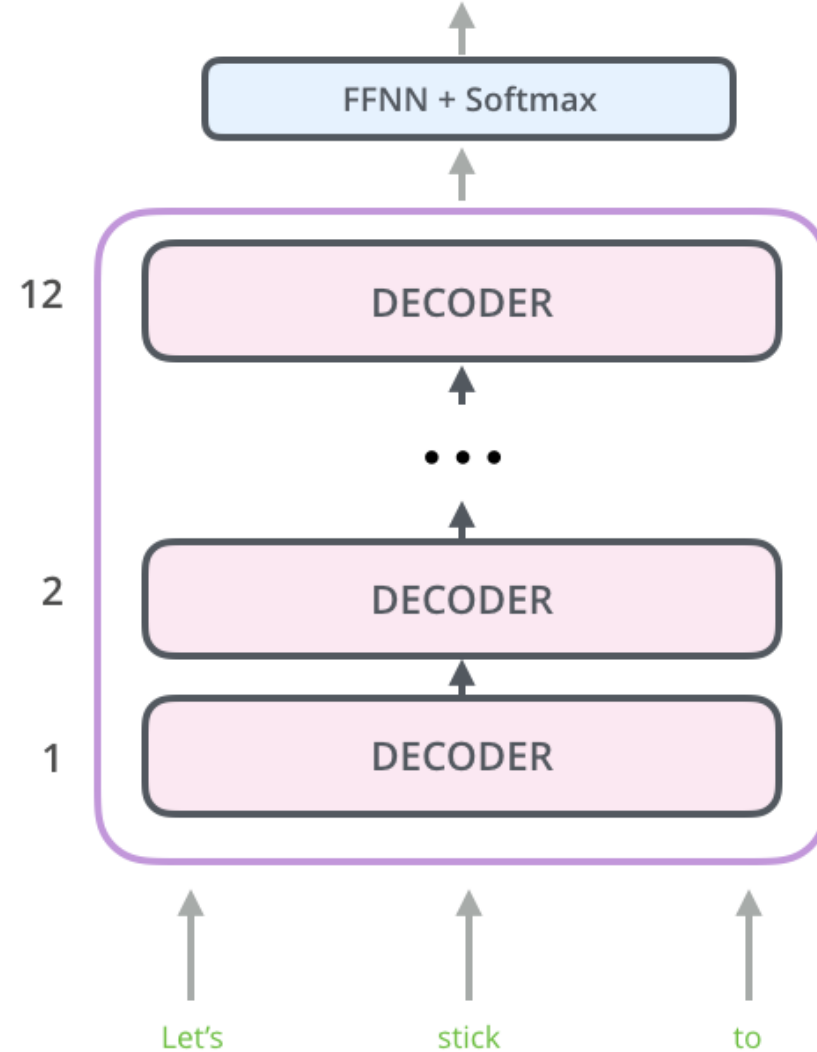 FFNN + Softmax
12 DECODER
• • •
2 DECODER
1 DECODER
Let's stick to